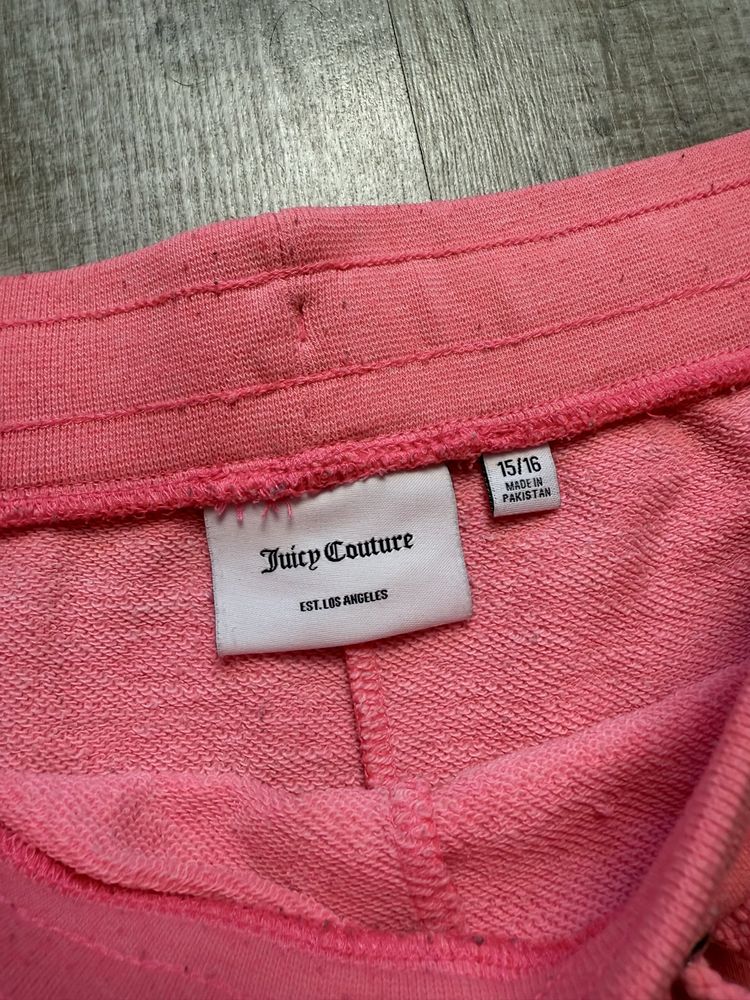 Juicy Couture
EST. LOS ANGELES
15/16
MADE IN
PAKISTAN